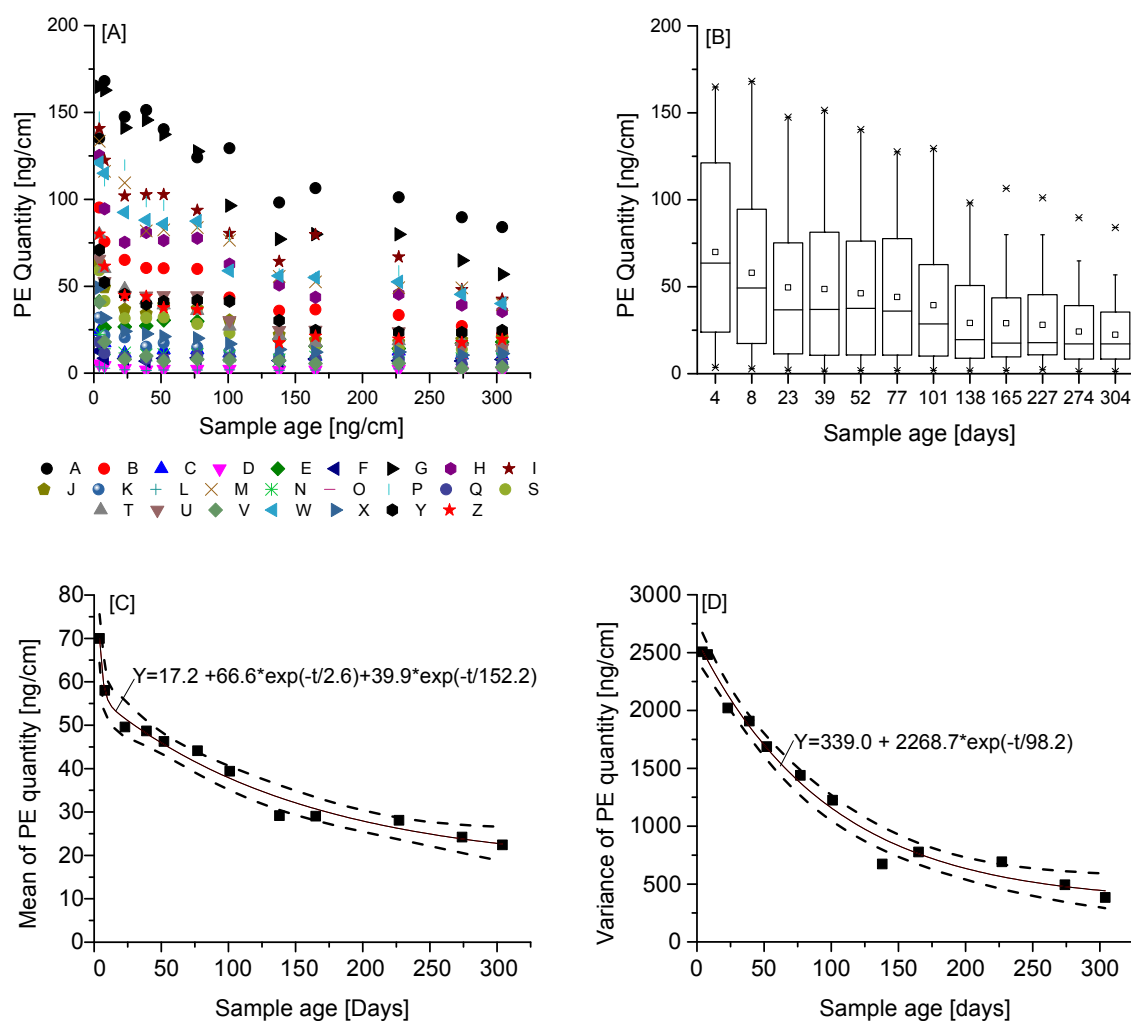 [A]
PE Quantity [ng/cm]
200
150
100
50
0
0 50 100 150 200 250 300
Sample age [ng/cm]
A B C D E F G H I
J K L M N O P Q S
T U V W X Y Z
[B]
PE Quantity [ng/cm]
200
150
100
50
0
4 8 23 39 52 77 101 138 165 227 274 304
Sample age [days]
[C]
Mean of PE quantity [ng/cm]
80
70
60
50
40
30
20
10
0
Y=17.2 +66.6*exp(-t/2.6)+39.9*exp(-t/152.2)
0 50 100 150 200 250 300
Sample age [Days]
[D]
Variance of PE quantity [ng/cm]
3000
2500
2000
1500
1000
500
0
Y=339.0 + 2268.7*exp(-t/98.2)
0 50 100 150 200 250 300
Sample age [days]